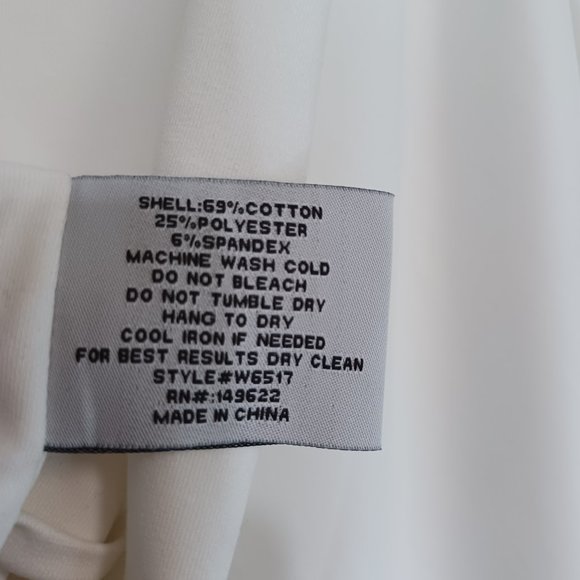 SHELL:69%COTTON
25%POLYESTER
6%SPANDEX
MACHINE WASH COLD
DO NOT BLEACH
DO NOT TUMBLE DRY
HANG TO DRY
COOL IRON IF NEEDED
FOR BEST RESULTS DRY CLEAN
STYLE#W6517
RN#:149622
MADE IN CHINA